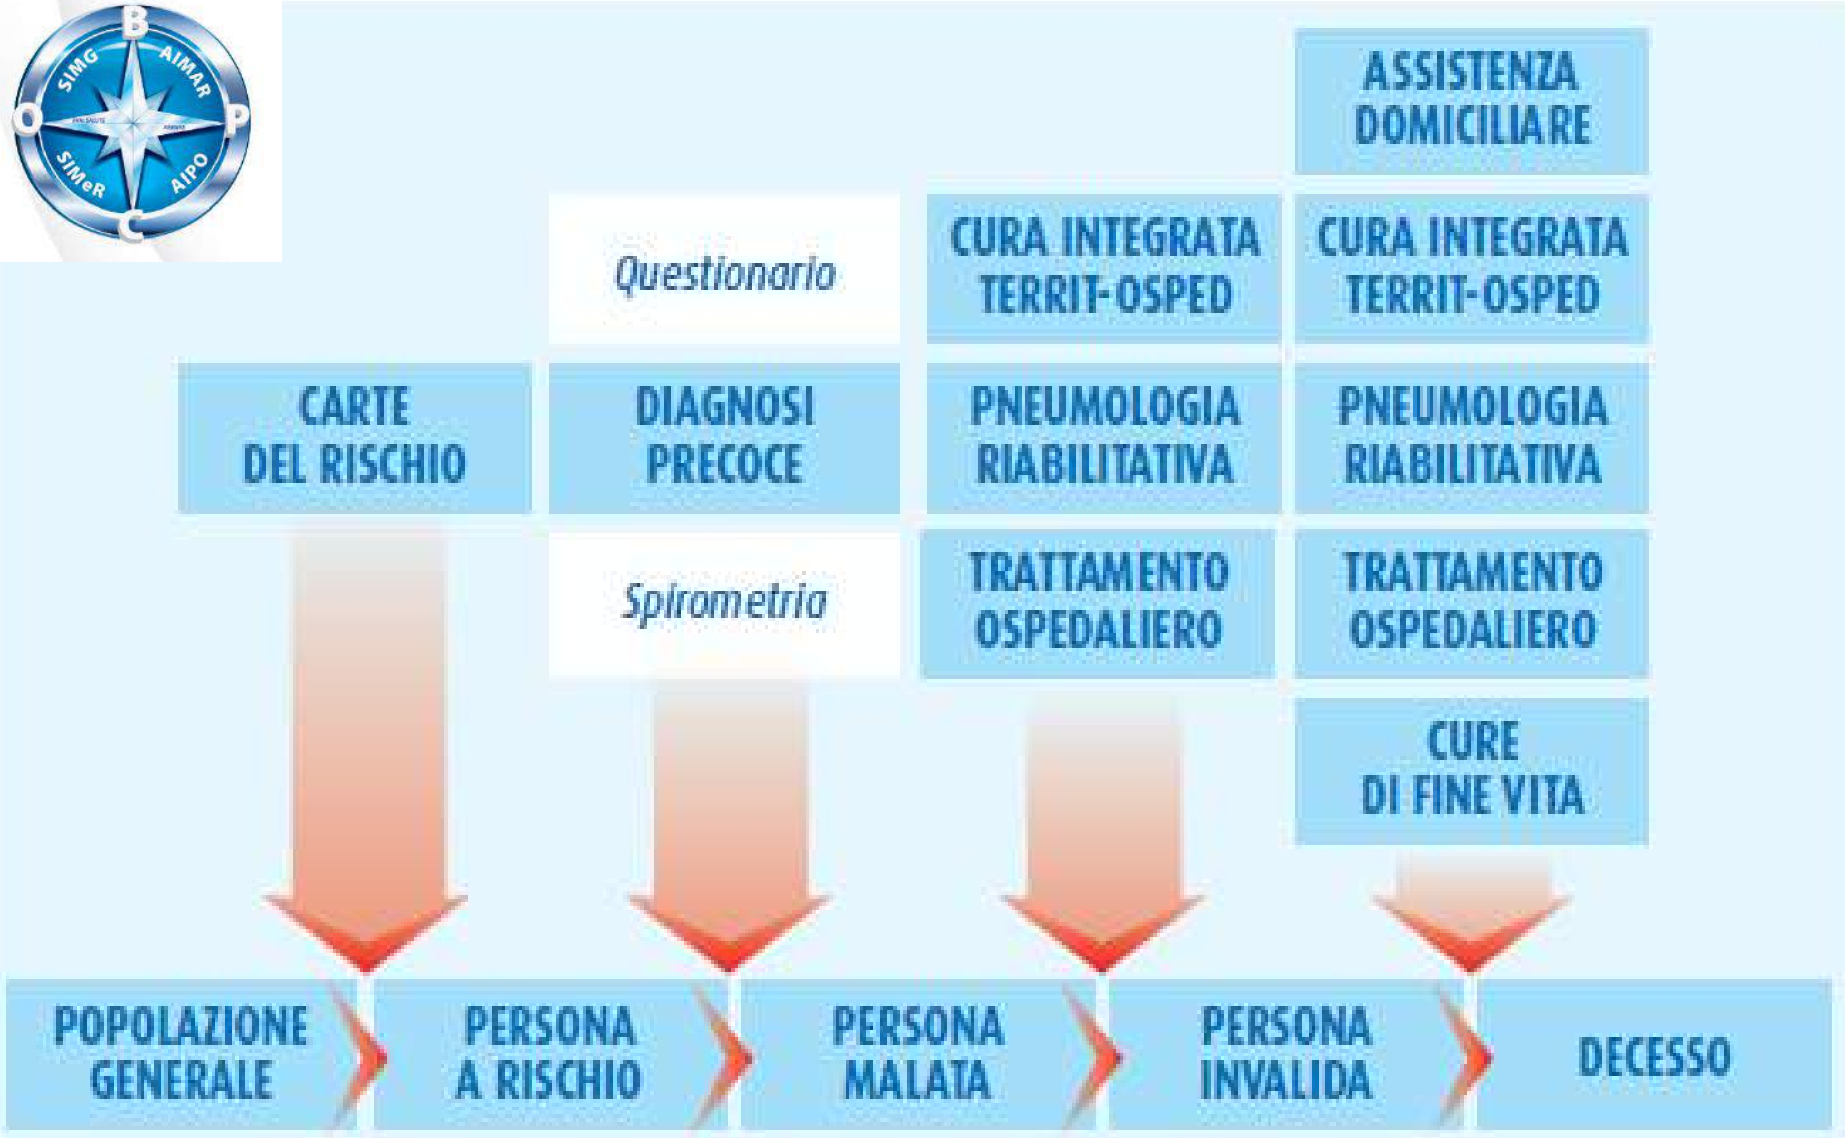 B
SIMG
AIMAR
O
P
SIMeR
AIPO
C
ASSISTENZA
DOMICILIARE
Questionario
CURA INTEGRATA
TERRIT-OSPED
CURA INTEGRATA
TERRIT-OSPED
CARTE
DEL RISCHIO
DIAGNOSI
PRECOCE
PNEUMOLOGIA
RIABILITATIVA
PNEUMOLOGIA
RIABILITATIVA
Spirometria
TRATTAMENTO
OSPEDALIERO
TRATTAMENTO
OSPEDALIERO
CURE
DI FINE VITA
POPOLAZIONE
GENERALE
PERSONA
A RISCHIO
PERSONA
MALATA
PERSONA
INVALIDA
DECESSO